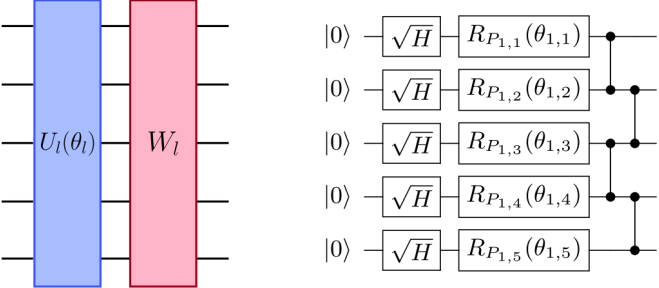 U_l(θ_l) W_l
|0⟩ √H R_{P_{1,1}}(θ_{1,1})
|0⟩ √H R_{P_{1,2}}(θ_{1,2})
|0⟩ √H R_{P_{1,3}}(θ_{1,3})
|0⟩ √H R_{P_{1,4}}(θ_{1,4})
|0⟩ √H R_{P_{1,5}}(θ_{1,5})